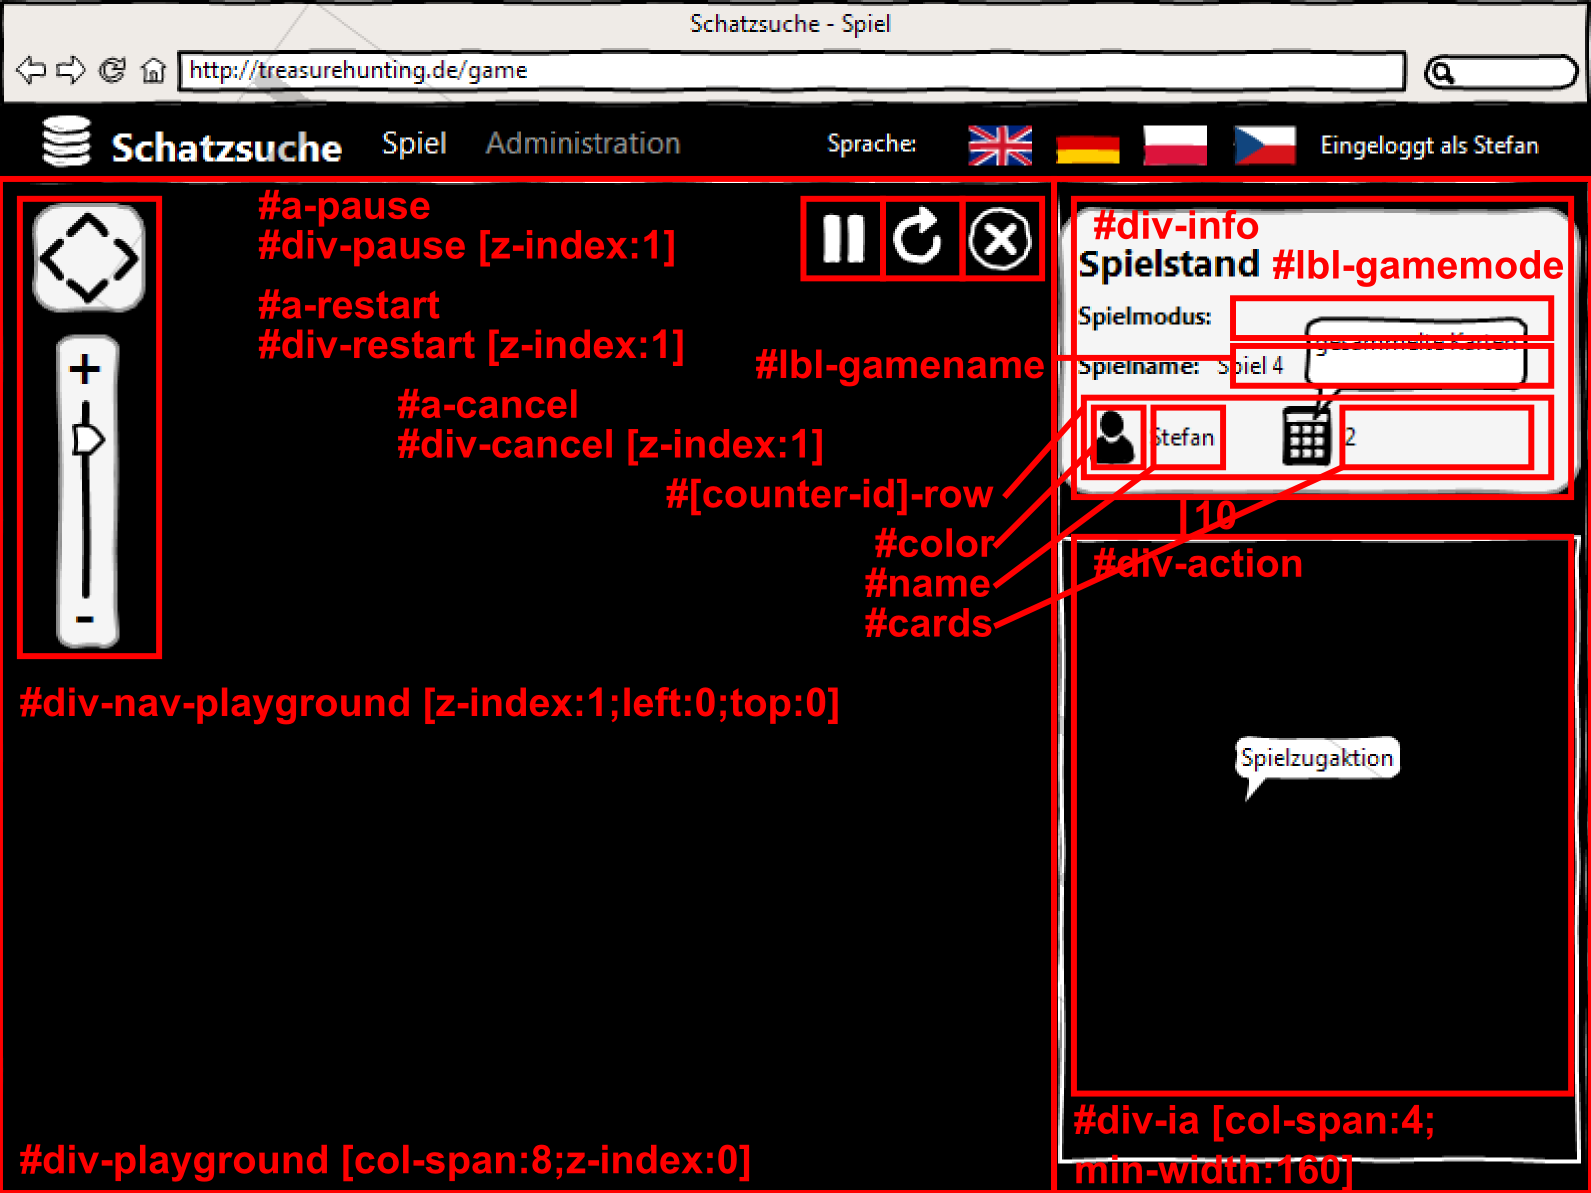 Schatzsuche - Spiel
http://treasurehunting.de/game
Schatzsuche Spiel Administration Sprache: Eingeloggt als Stefan
#a-pause
#div-pause [z-index:1]
#a-restart
#div-restart [z-index:1]
#a-cancel
#div-cancel [z-index:1]
+
-
#div-info
Spielstand #lbl-gamemode
Spielmodus:
gesammelte Karten
#lbl-gamename
Spielname: Spiel 4
Stefan 2
#[counter-id]-row
10
#color
#name
#cards
#div-action
#div-nav-playground [z-index:1;left:0;top:0]
Spielzugaktion
#div-playground [col-span:8;z-index:0]
#div-ia [col-span:4;
min-width:160]